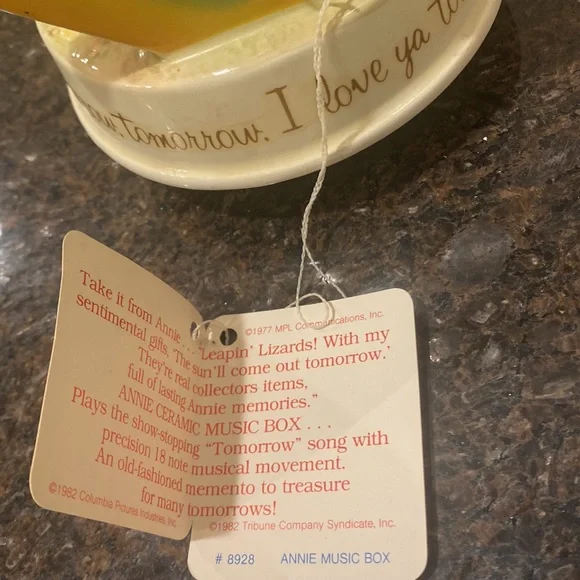 tomorrow. I love ya
©1977 MPL Communications, Inc.
Take it from Annie... "Leapin' Lizards! With my
sentimental gifts, 'The sun'll come out tomorrow.'
They're real collectors items,
full of lasting Annie memories."
ANNIE CERAMIC MUSIC BOX . . .
Plays the show-stopping "Tomorrow" song with
precision 18 note musical movement.
An old-fashioned memento to treasure
for many tomorrows!
©1982 Columbia Pictures Industries, Inc.
©1982 Tribune Company Syndicate, Inc.
# 8928 ANNIE MUSIC BOX